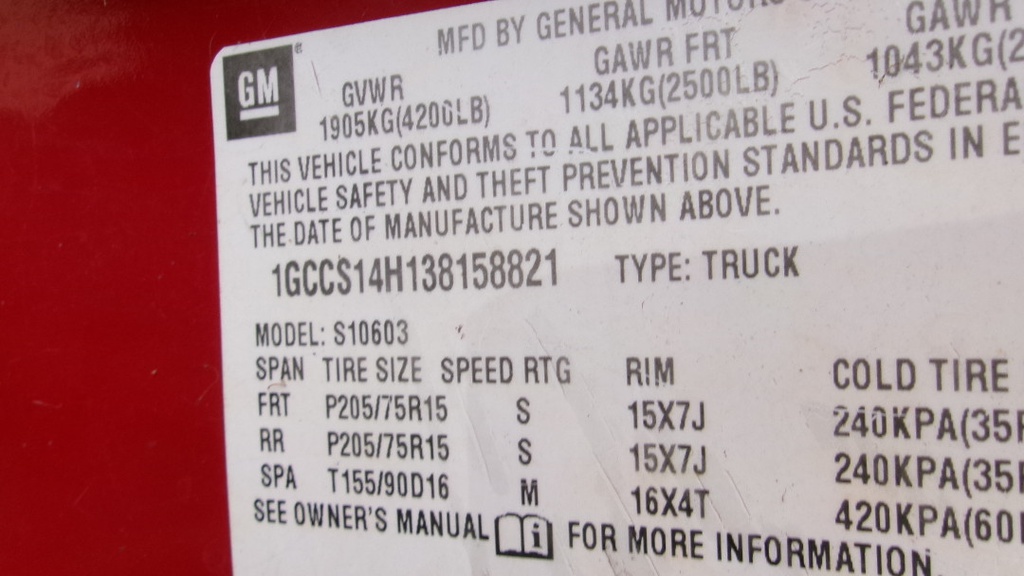 MFD BY GENERAL MOTORS
GM GVWR GAWR FRT GAWR
1905KG(4200LB) 1134KG(2500LB) 1043KG(2
THIS VEHICLE CONFORMS TO ALL APPLICABLE U.S. FEDERA
VEHICLE SAFETY AND THEFT PREVENTION STANDARDS IN E
THE DATE OF MANUFACTURE SHOWN ABOVE.
1GCCS14H138158821 TYPE: TRUCK
MODEL: S10603
SPAN TIRE SIZE SPEED RTG RIM COLD TIRE
FRT P205/75R15 S 15X7J 240KPA(35
RR P205/75R15 S 15X7J 240KPA(35
SPA T155/90D16 M 16X4T 420KPA(60
SEE OWNER'S MANUAL i FOR MORE INFORMATION.